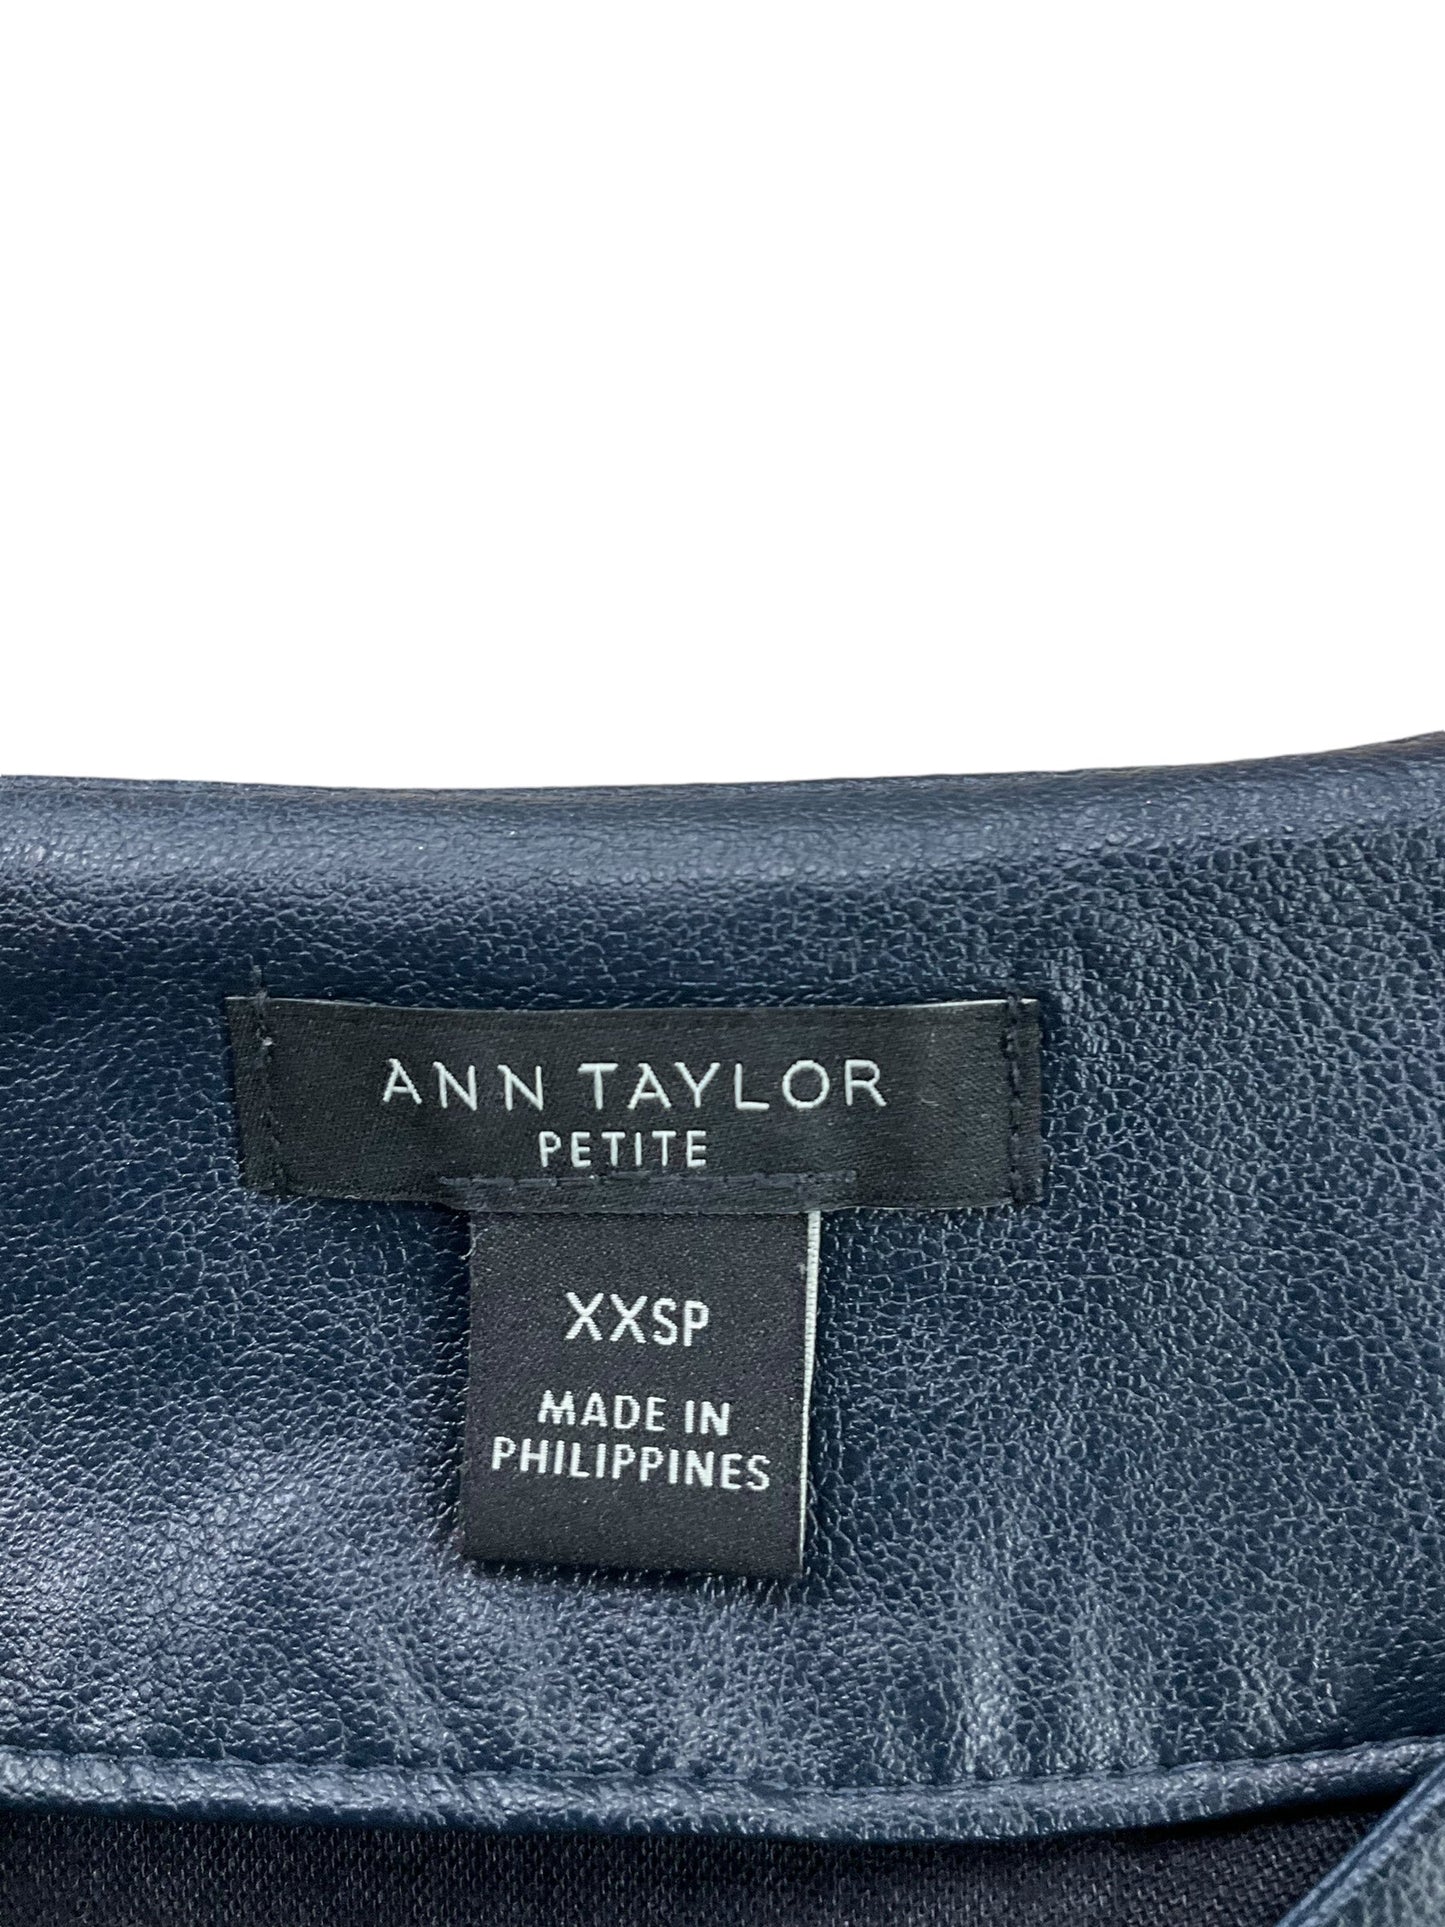 ANN TAYLOR
PETITE
XXSP
MADE IN
PHILIPPINES